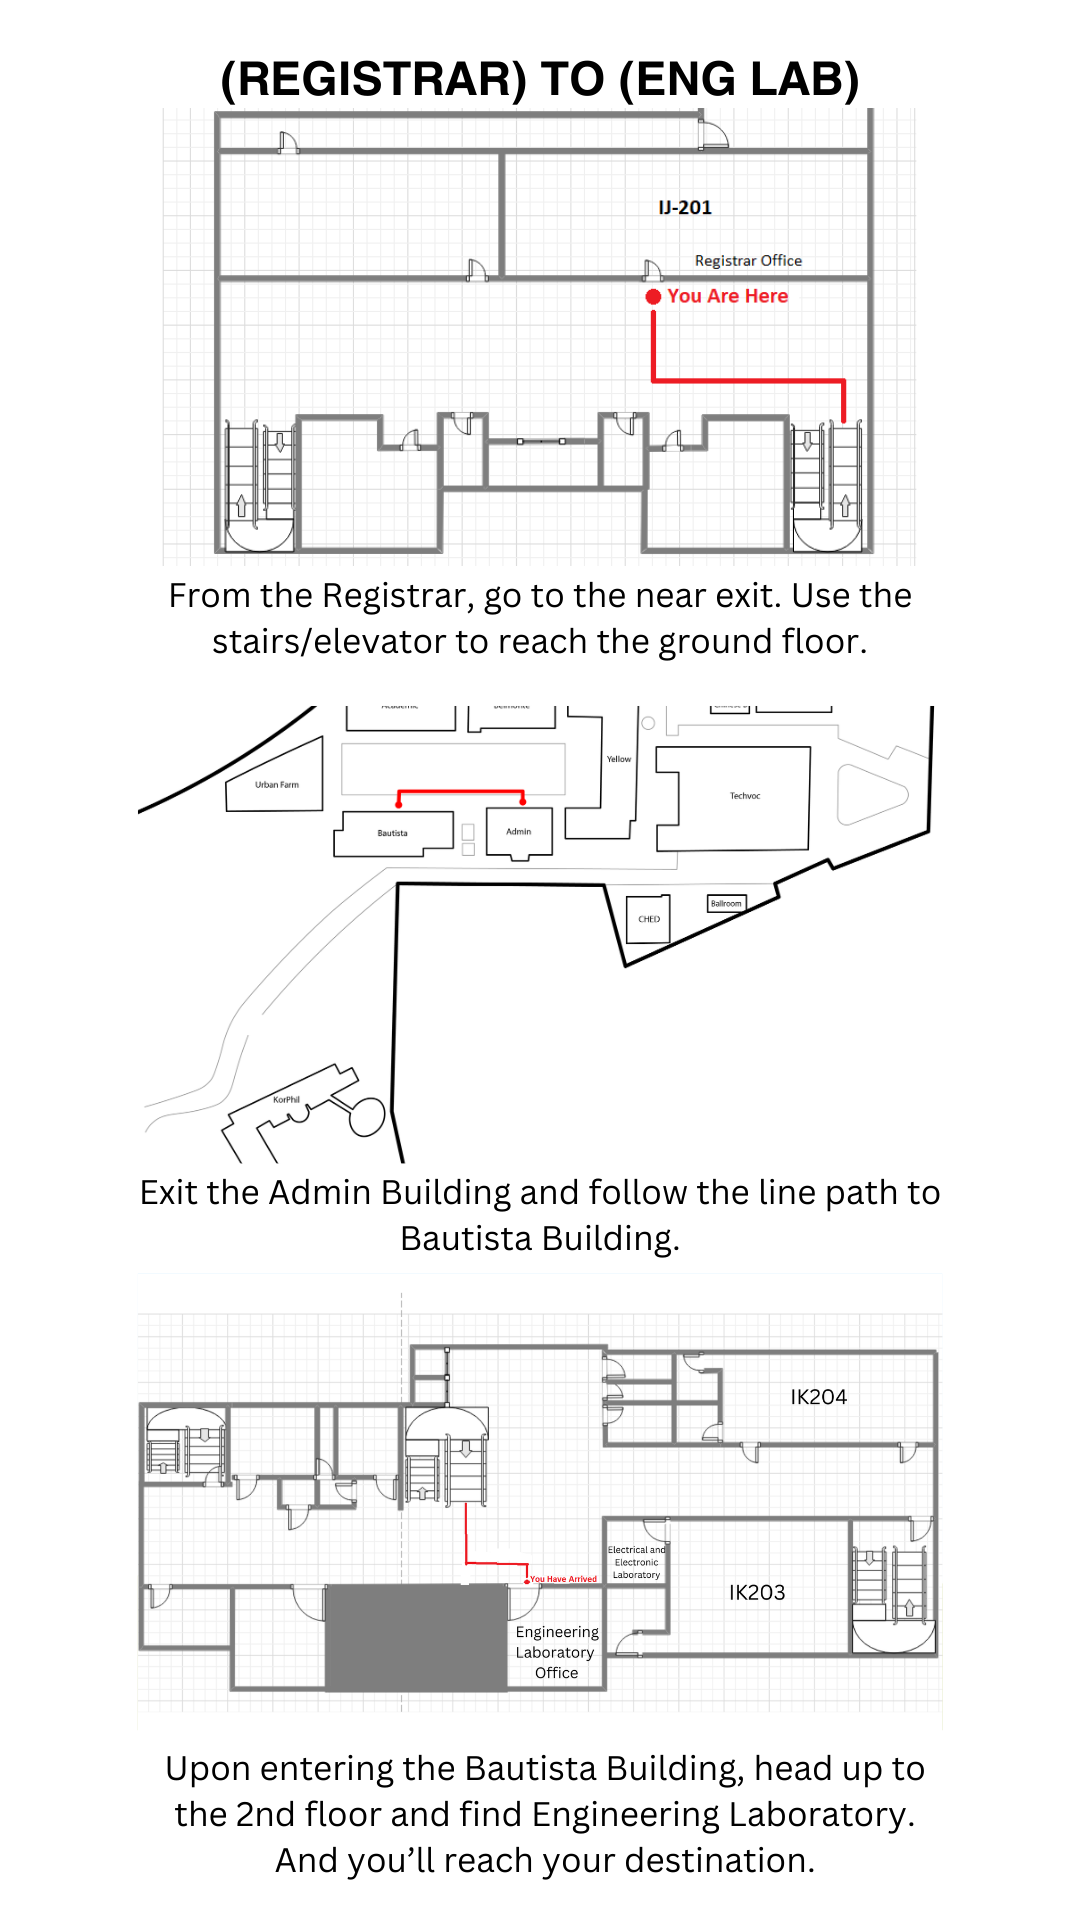 (REGISTRAR) TO (ENG LAB)
IJ-201
Registrar Office
You Are Here
From the Registrar, go to the near exit. Use the
stairs/elevator to reach the ground floor.
Academic
Belmonte
Yellow
Urban Farm
Techvoc
Bautista
Admin
Ballroom
CHED
KorPhil
Exit the Admin Building and follow the line path to
Bautista Building.
IK204
Electrical and
Electronic
Laboratory
You Have Arrived
IK203
Engineering
Laboratory
Office
Upon entering the Bautista Building, head up to
the 2nd floor and find Engineering Laboratory.
And you’ll reach your destination.